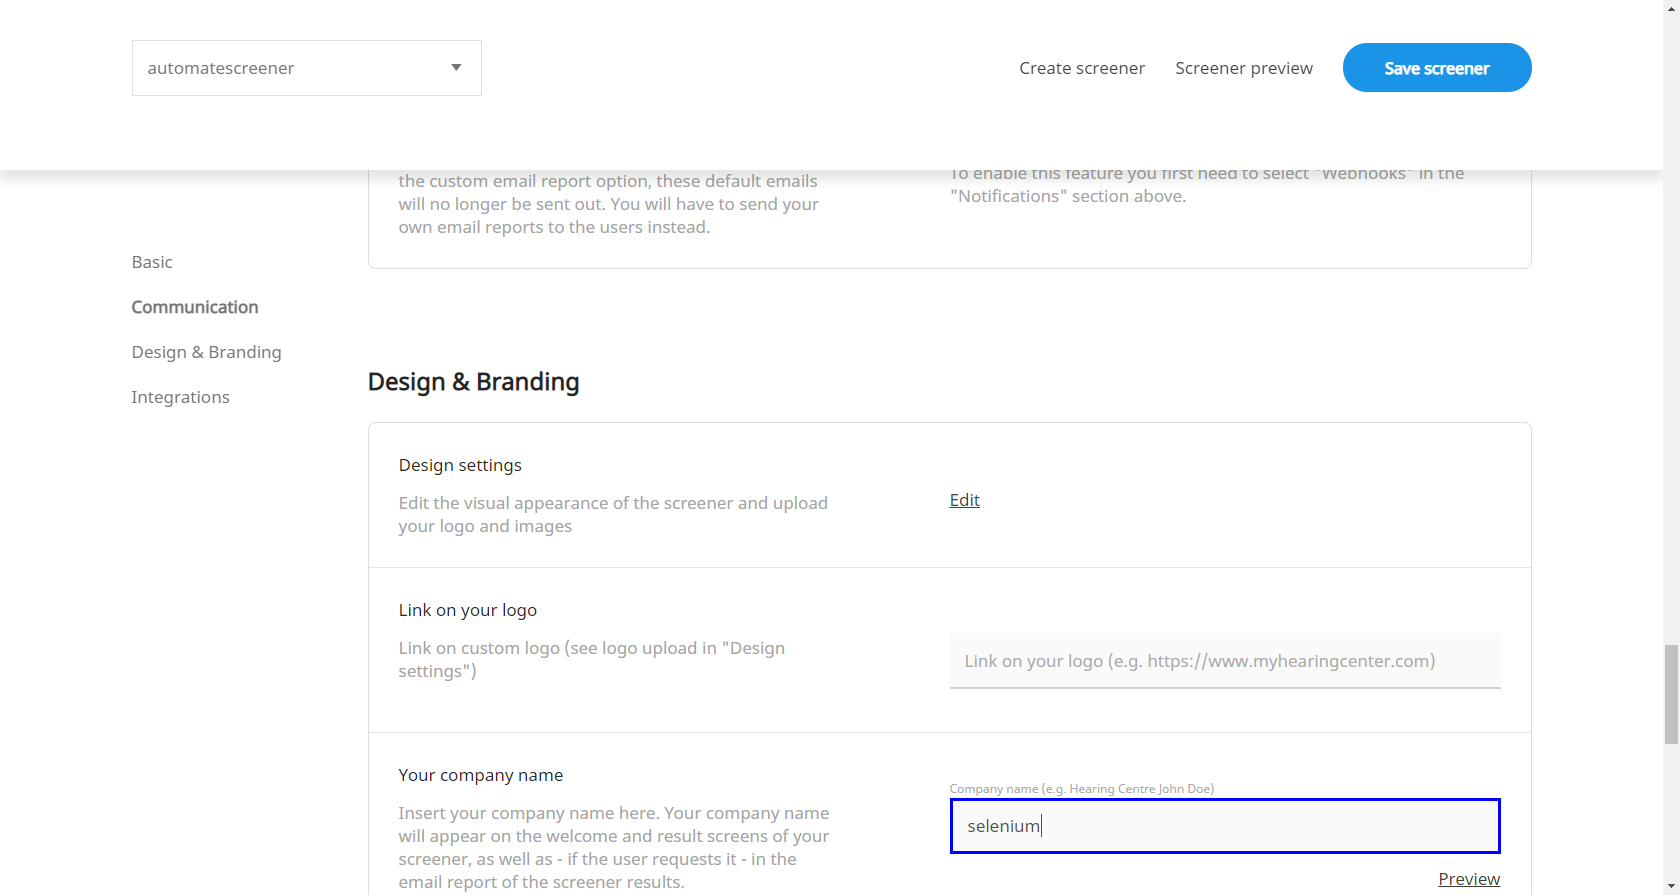 automatescreener
Create screener
Screener preview
Save screener
the custom email report option, these default emails
will no longer be sent out. You will have to send your
own email reports to the users instead.
To enable this feature you first need to select "Webhooks" in the
"Notifications" section above.
Basic
Communication
Design & Branding
Integrations
Design & Branding
Design settings
Edit the visual appearance of the screener and upload
your logo and images
Edit
Link on your logo
Link on custom logo (see logo upload in "Design
settings")
Link on your logo (e.g. https://www.myhearingcenter.com)
Your company name
Insert your company name here. Your company name
will appear on the welcome and result screens of your
screener, as well as - if the user requests it - in the
email report of the screener results.
Company name (e.g. Hearing Centre John Doe)
selenium
Preview